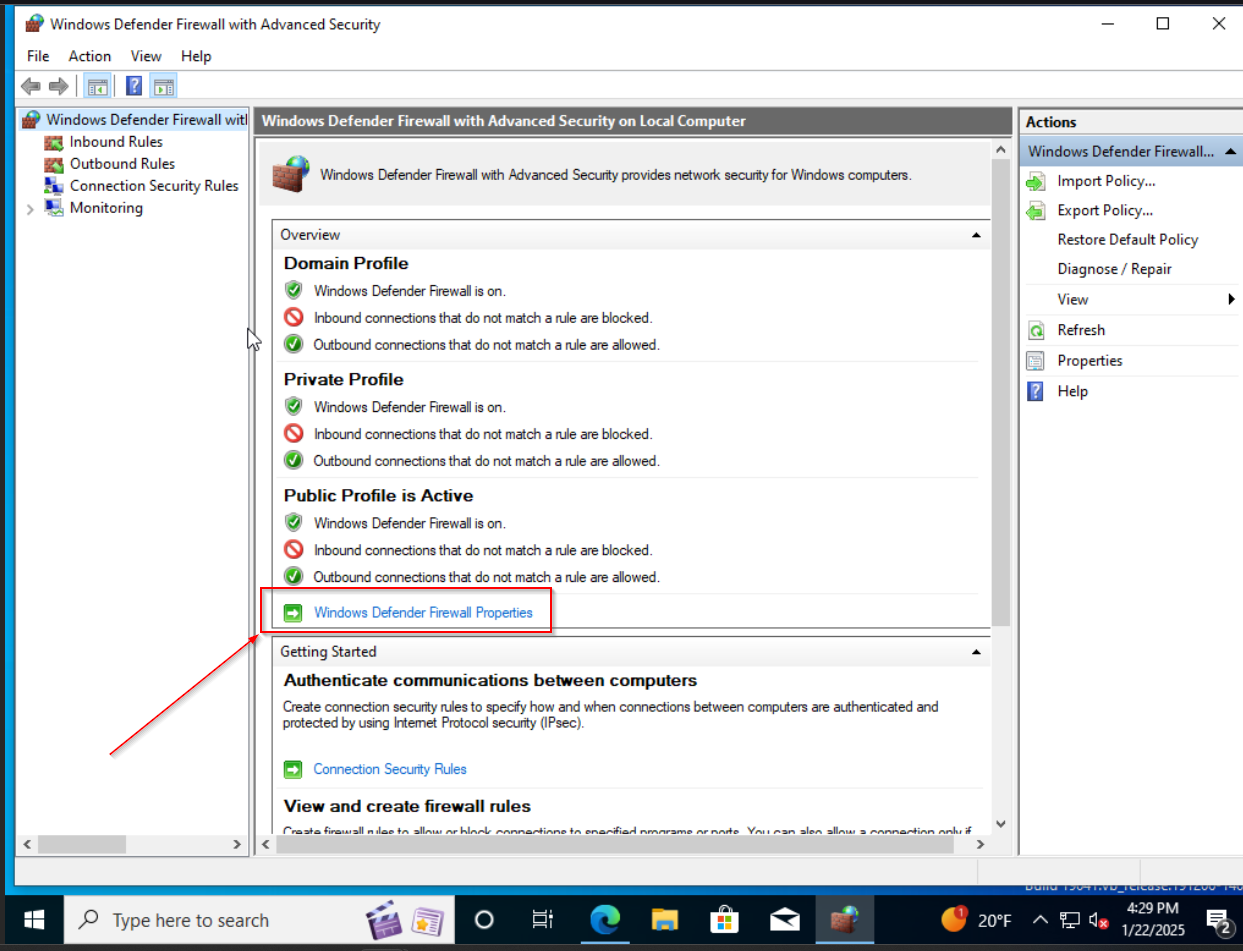 Windows Defender Firewall with Advanced Security
File Action View Help
Windows Defender Firewall with
Inbound Rules
Outbound Rules
Connection Security Rules
Monitoring
Windows Defender Firewall with Advanced Security on Local Computer
Windows Defender Firewall with Advanced Security provides network security for Windows computers.
Overview
Domain Profile
Windows Defender Firewall is on.
Inbound connections that do not match a rule are blocked.
Outbound connections that do not match a rule are allowed.
Private Profile
Windows Defender Firewall is on.
Inbound connections that do not match a rule are blocked.
Outbound connections that do not match a rule are allowed.
Public Profile is Active
Windows Defender Firewall is on.
Inbound connections that do not match a rule are blocked.
Outbound connections that do not match a rule are allowed.
Windows Defender Firewall Properties
Getting Started
Authenticate communications between computers
Create connection security rules to specify how and when connections between computers are authenticated and
protected by using Internet Protocol security (IPsec).
Connection Security Rules
View and create firewall rules
Create firewall rules to allow or block connections to specified programs or ports. You can also allow a connection only if
Actions
Windows Defender Firewall...
Import Policy...
Export Policy...
Restore Default Policy
Diagnose / Repair
View
Refresh
Properties
Help
Type here to search
1
20°F
4:29 PM
1/22/2025
2